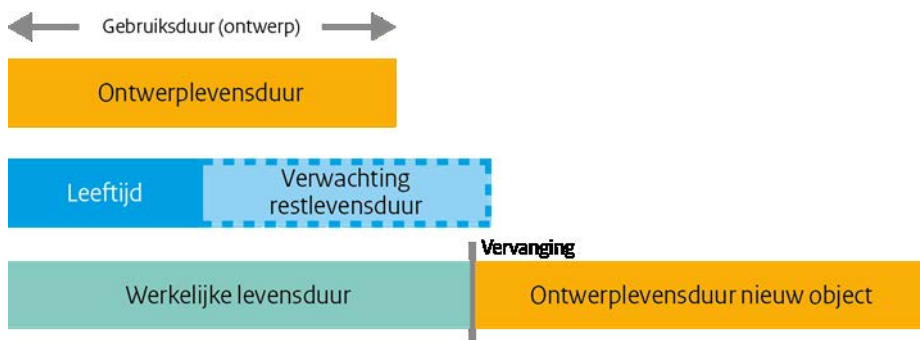 Gebruiksduur (ontwerp)
Ontwerplevensduur
Leeftijd
Verwachting
restlevensduur
Vervanging
Werkelijke levensduur
Ontwerplevensduur nieuw object